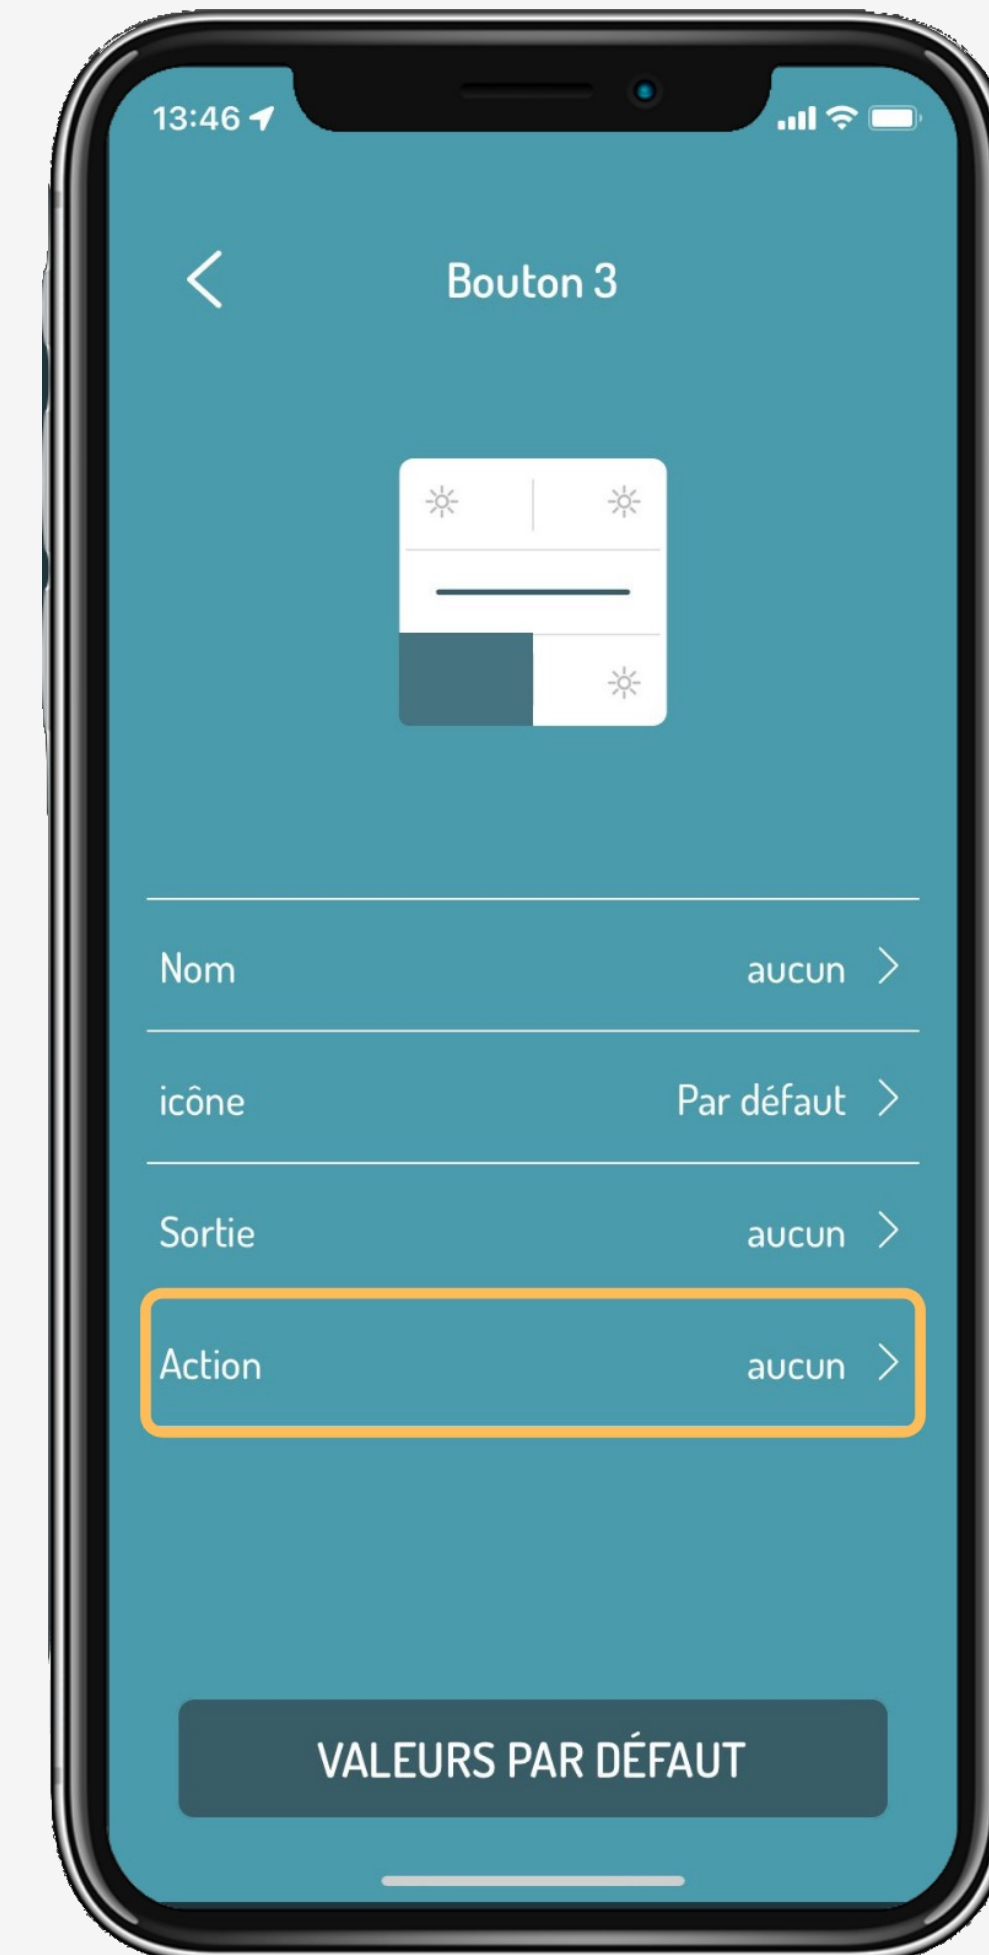 13:46
Bouton 3
Nom aucun
icône Par défaut
Sortie aucun
Action aucun
VALEURS PAR DÉFAUT